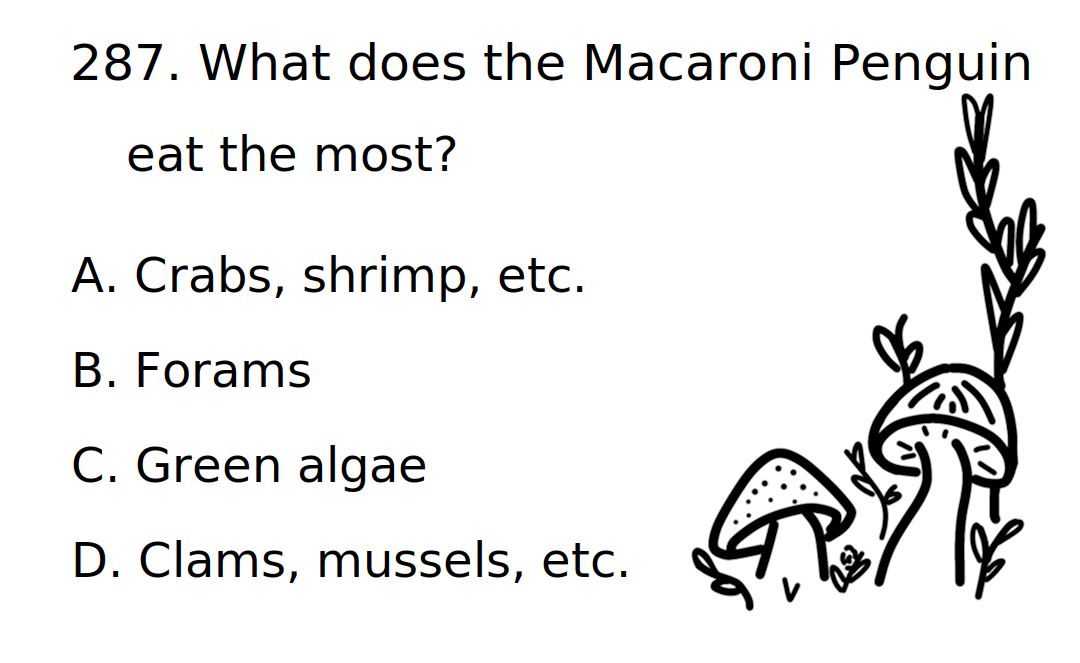 287. What does the Macaroni Penguin
eat the most?
A. Crabs, shrimp, etc.
B. Forams
C. Green algae
D. Clams, mussels, etc.